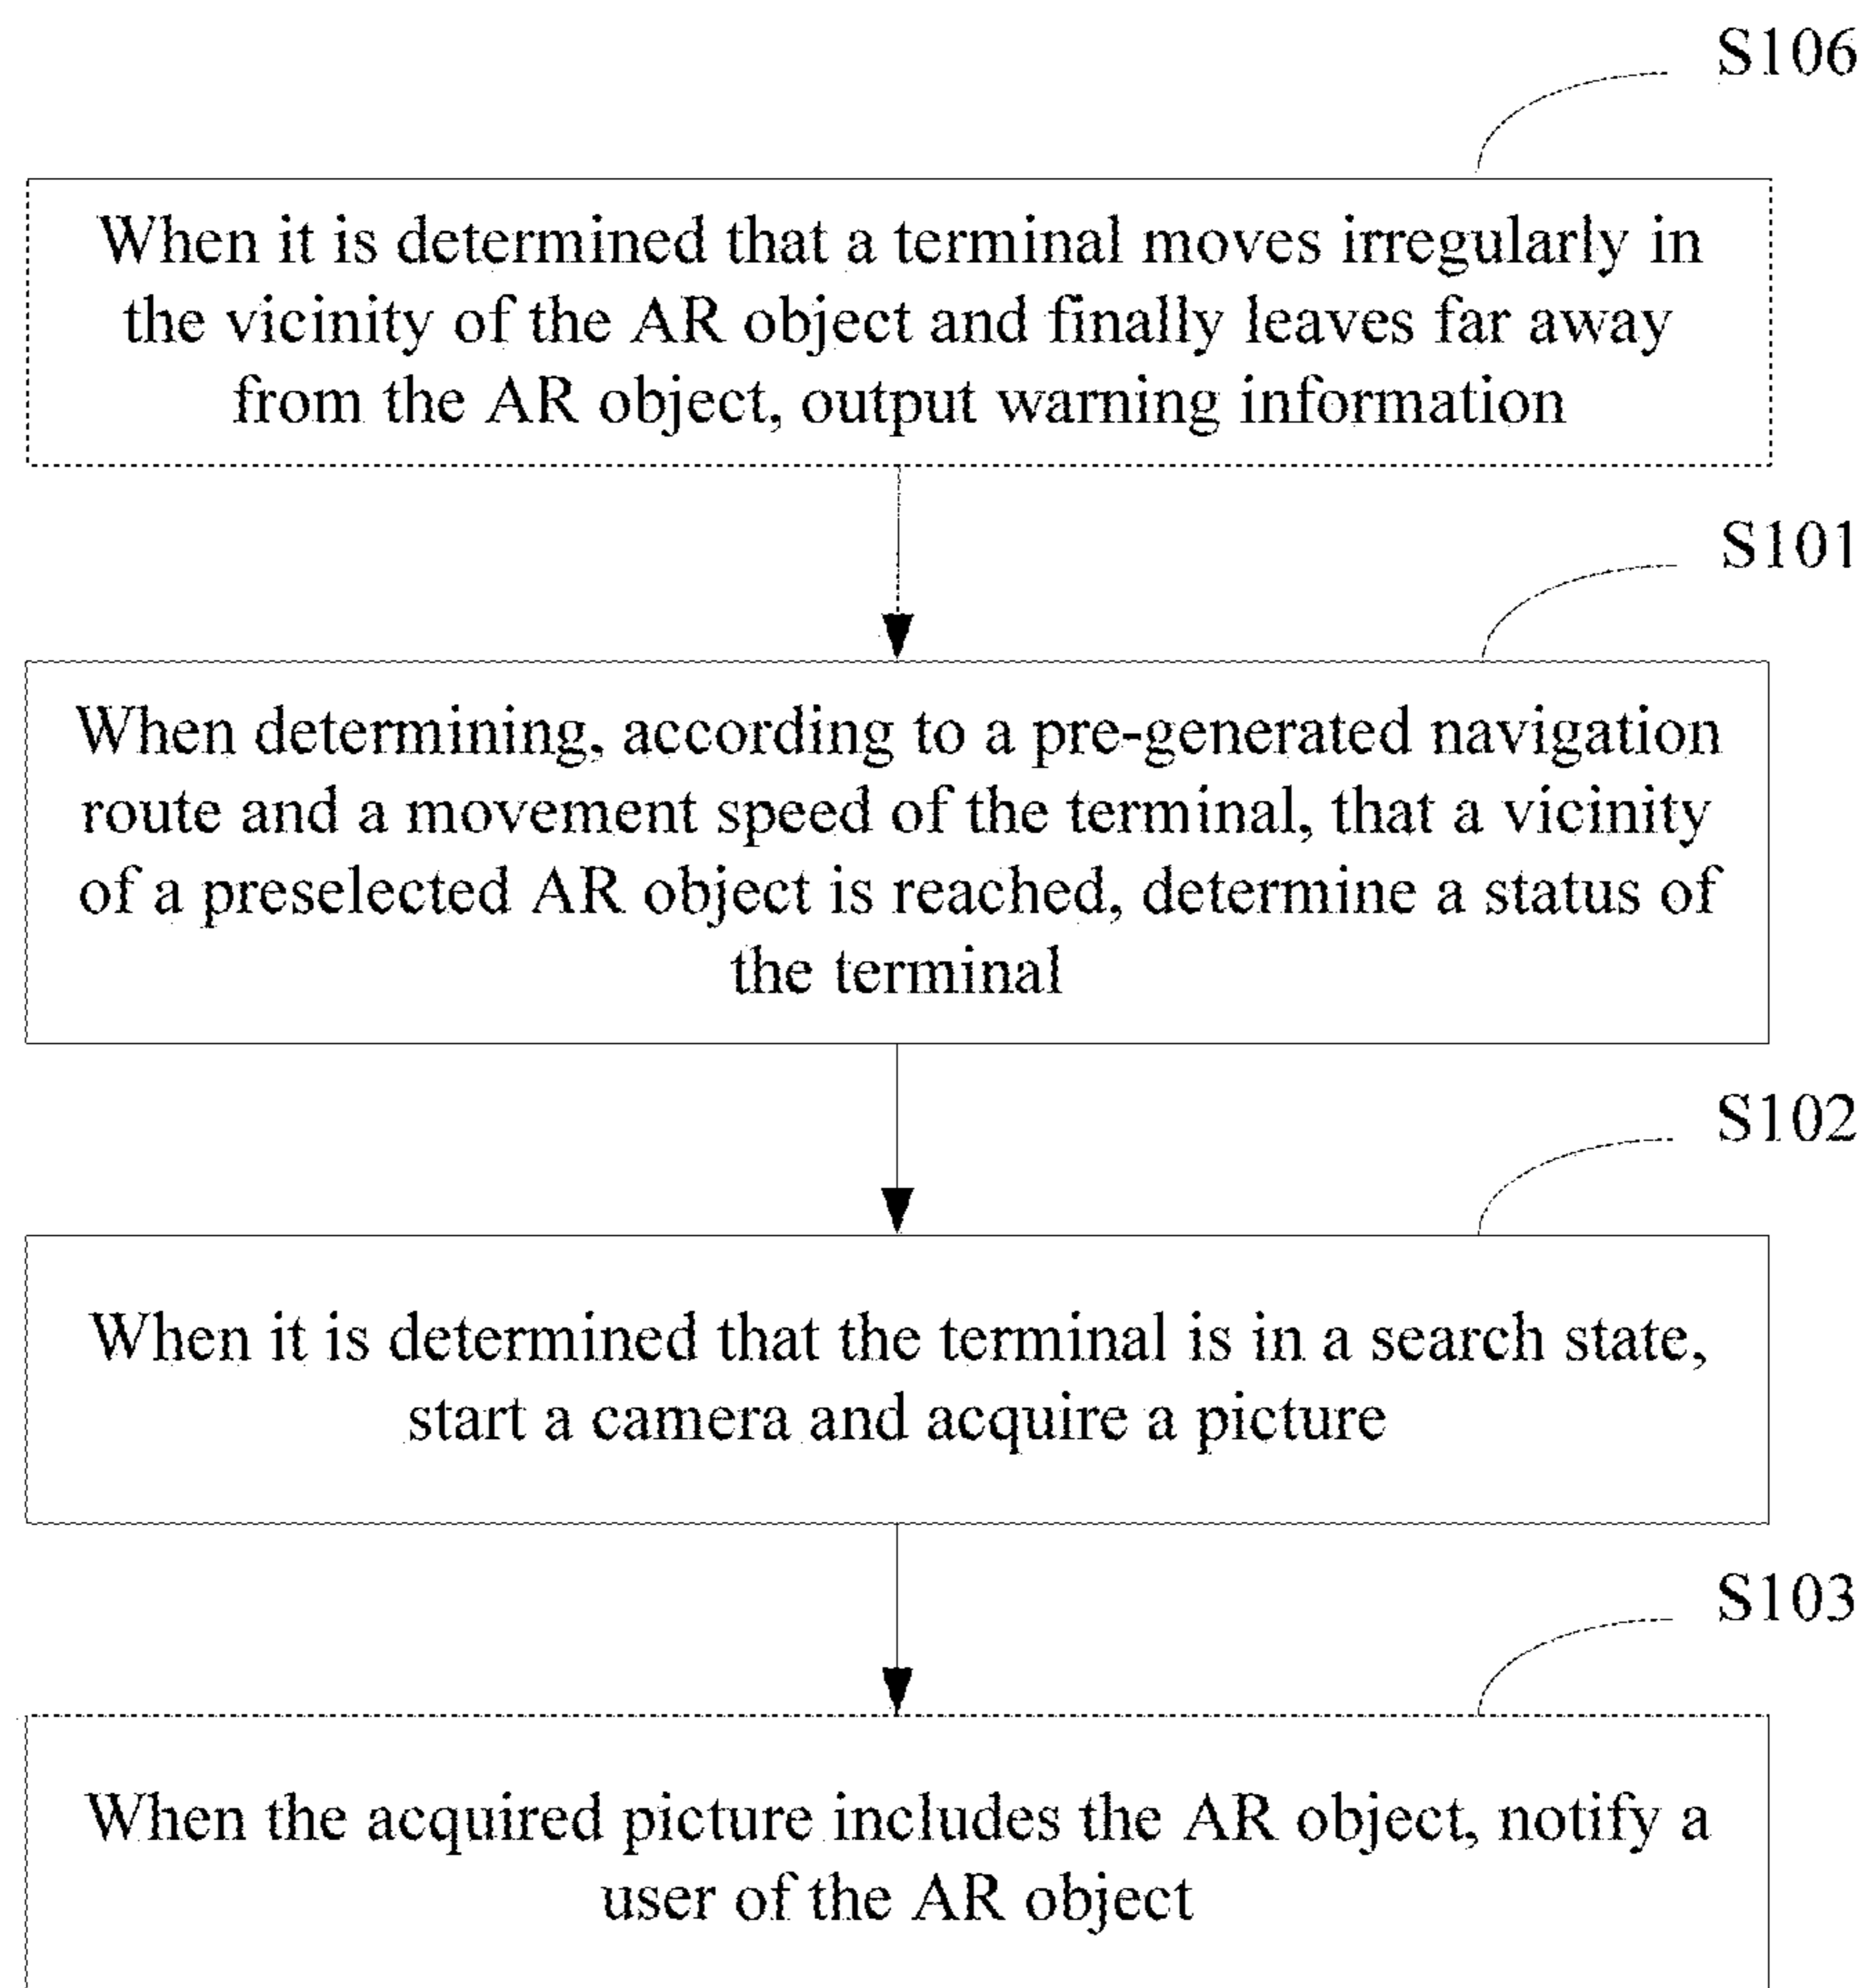 S106
When it is determined that a terminal moves irregularly in
the vicinity of the AR object and finally leaves far away
from the AR object, output warning information
S101
When determining, according to a pre-generated navigation
route and a movement speed of the terminal, that a vicinity
of a preselected AR object is reached, determine a status of
the terminal
S102
When it is determined that the terminal is in a search state,
start a camera and acquire a picture
S103
When the acquired picture includes the AR object, notify a
user of the AR object